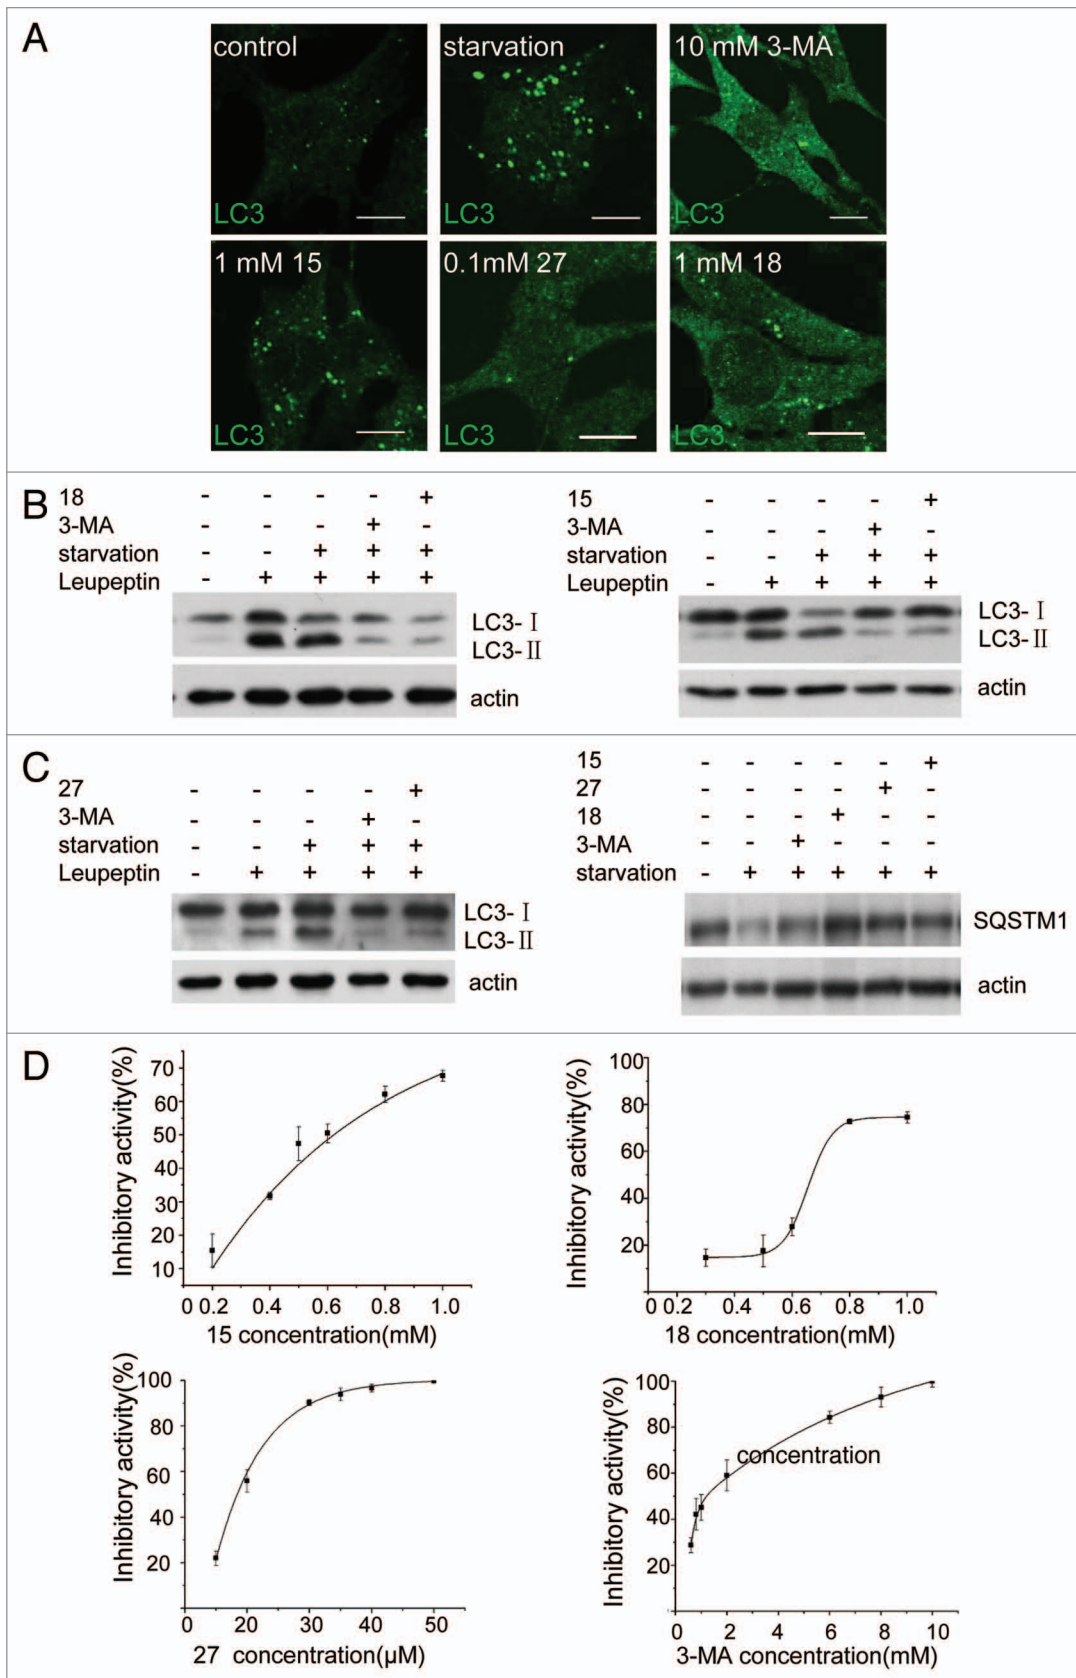 A
control
starvation
10 mM 3-MA
LC3
LC3
LC3
1 mM 15
0.1mM 27
1 mM 18
LC3
LC3
LC3
B
18 - - - - +
3-MA - - - + -
starvation - - + + +
Leupeptin - + + + +
LC3-Ⅰ
LC3-Ⅱ
actin
15 - - - - +
3-MA - - - + -
starvation - - + + +
Leupeptin - + + + +
LC3-Ⅰ
LC3-Ⅱ
actin
C
27 - - - - +
3-MA - - - + -
starvation - - + + +
Leupeptin - + + + +
LC3-Ⅰ
LC3-Ⅱ
actin
15 - - - - - +
27 - - - - + -
18 - - - + - -
3-MA - - + - - -
starvation - + + + + +
SQSTM1
actin
D
Inhibitory activity(%)
70
60
50
40
30
20
10
0 0.2 0.4 0.6 0.8 1.0
15 concentration(mM)
Inhibitory activity(%)
100
80
60
40
20
0 0.2 0.4 0.6 0.8 1.0
18 concentration(mM)
Inhibitory activity(%)
100
80
60
40
20
0 20 30 40 50
27 concentration(μM)
Inhibitory activity(%)
100
80
60
40
20
concentration
0 2 4 6 8 10
3-MA concentration(mM)